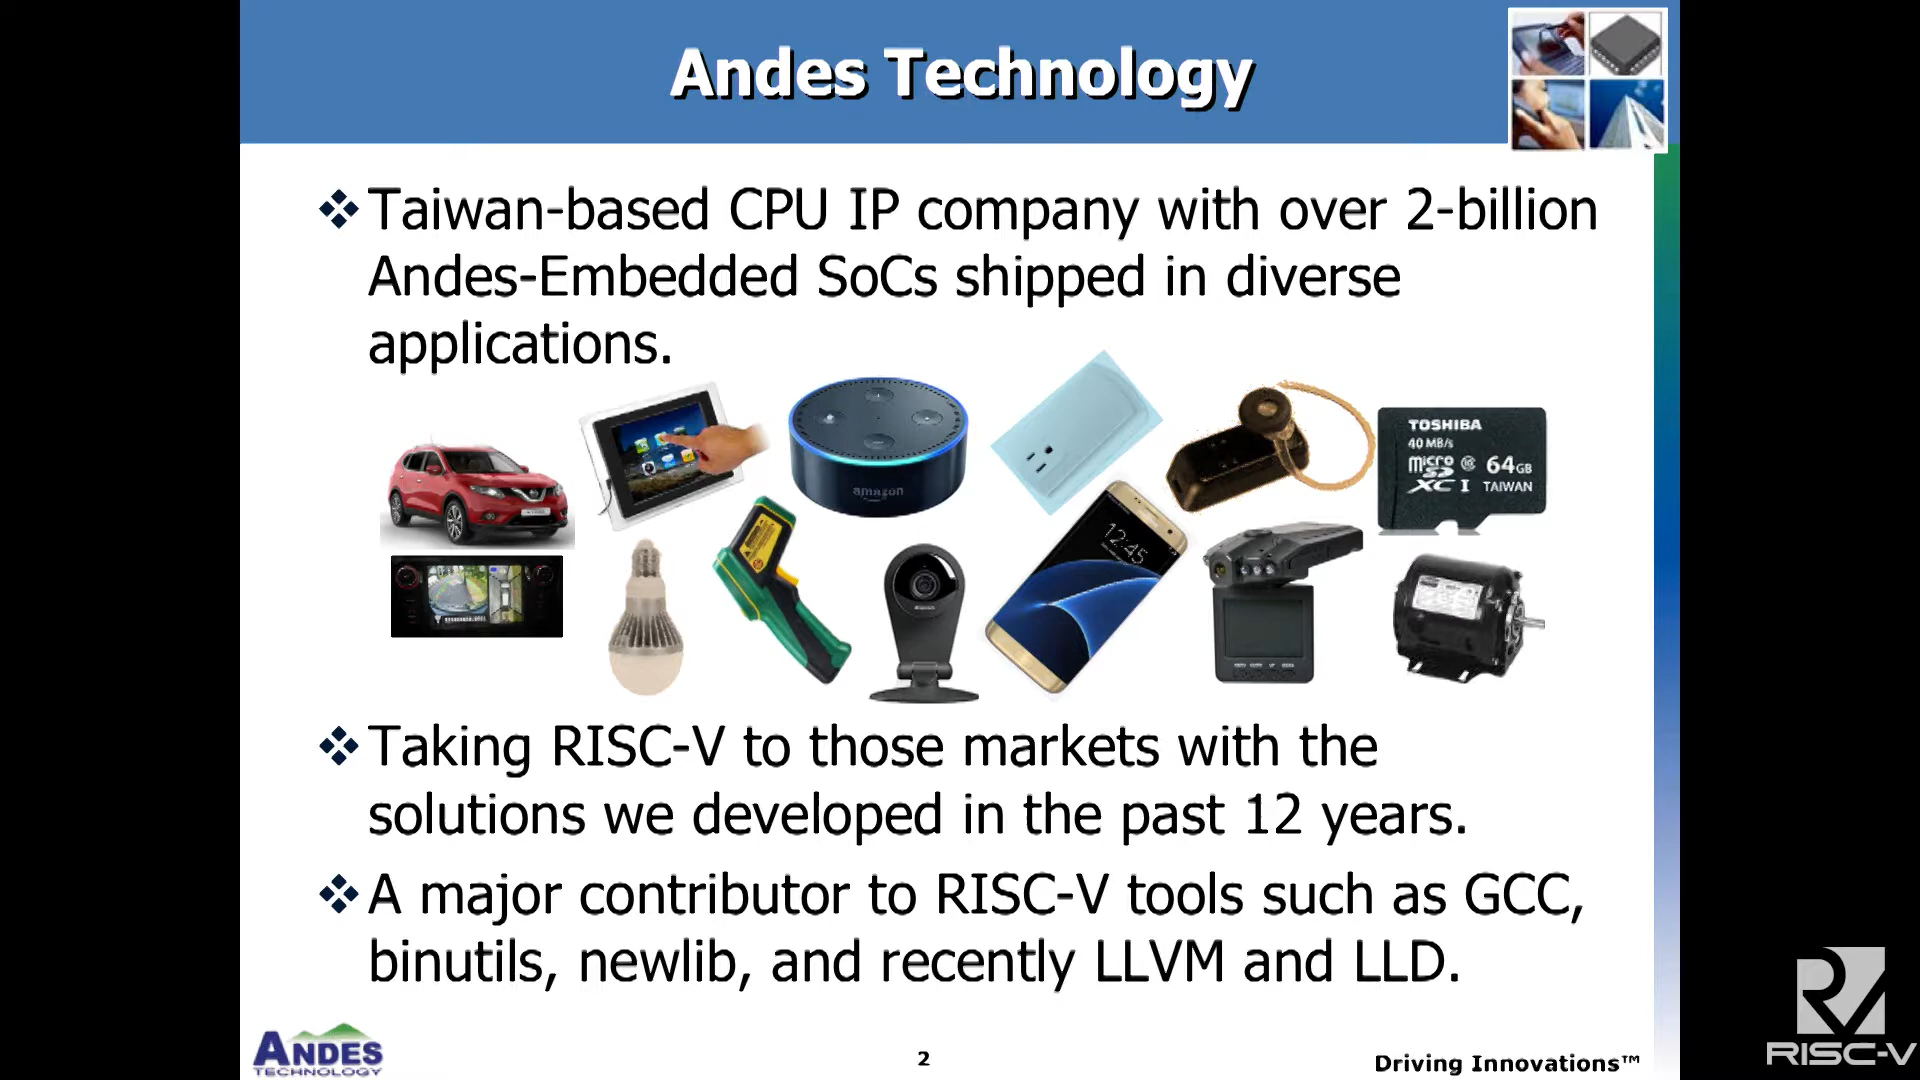 Andes Technology
Taiwan-based CPU IP company with over 2-billion
Andes-Embedded SoCs shipped in diverse
applications.
amazon
TOSHIBA
40 MB/s
micro SD XC I 64GB
TAIWAN
12:45
Taking RISC-V to those markets with the
solutions we developed in the past 12 years.
A major contributor to RISC-V tools such as GCC,
binutils, newlib, and recently LLVM and LLD.
ANDES
TECHNOLOGY
2
Driving Innovations™
RISC-V